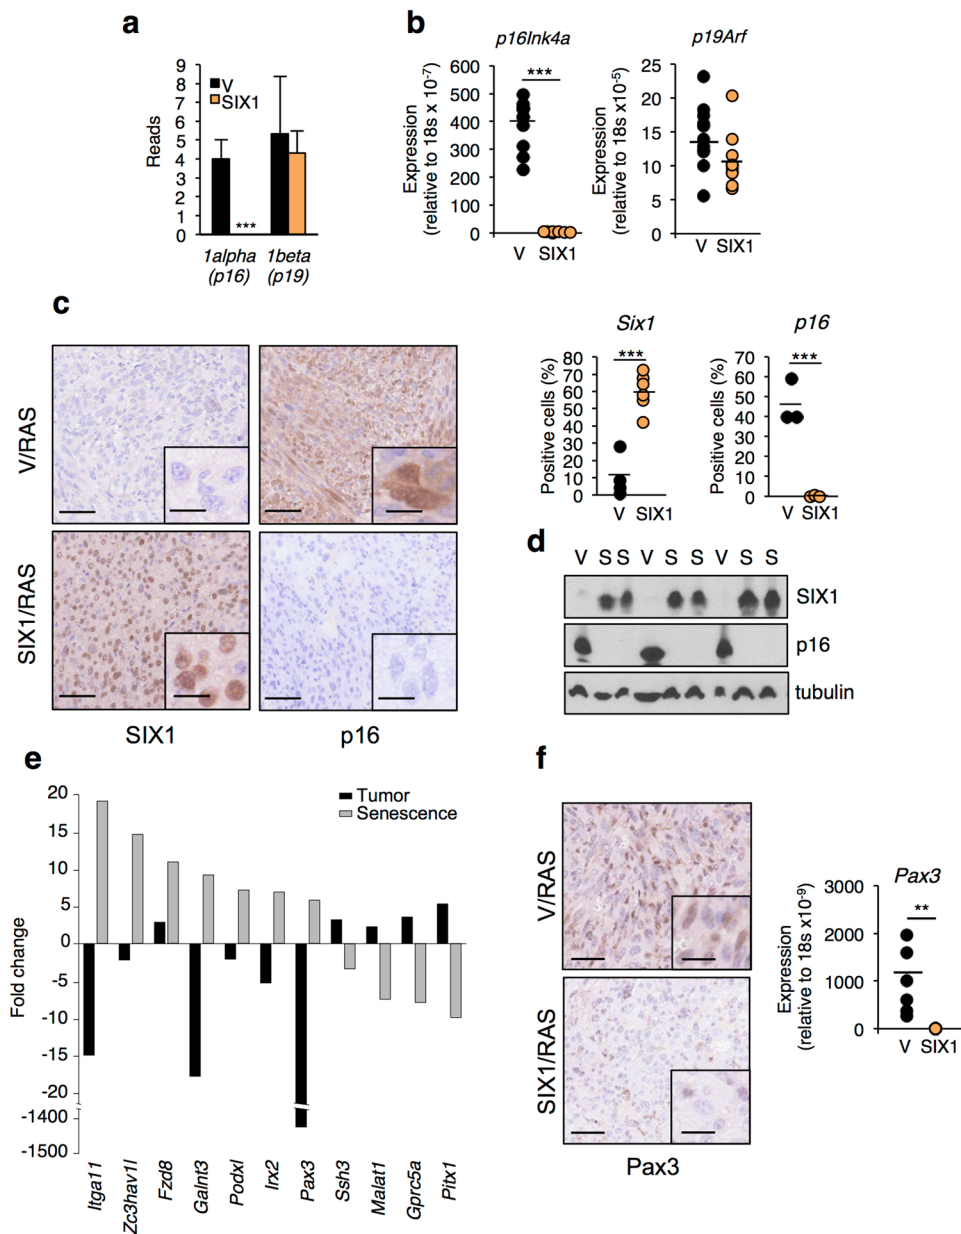 a
9
8
7
6
5
4
3
2
1
0
Reads
V
SIX1
***
1alpha
(p16)
1beta
(p19)
b
p16Ink4a
Expression
(relative to 18s x 10-7)
600
500
400
300
200
100
0
***
V
SIX1
p19Arf
Expression
(relative to 18s x10-5)
25
20
15
10
5
0
V
SIX1
c
V/RAS
SIX1/RAS
SIX1
p16
Six1
Positive cells (%)
80
70
60
50
40
30
20
10
0
***
V
SIX1
p16
Positive cells (%)
70
60
50
40
30
20
10
0
***
V
SIX1
d
V S S V S S V S S
SIX1
p16
tubulin
e
Fold change
20
15
10
5
0
-5
-10
-15
-20
-1400
-1500
Tumor
Senescence
Itga11
Zc3hav1l
Fzd8
Galnt3
Podxl
Irx2
Pax3
Ssh3
Malat1
Gprc5a
Pitx1
f
V/RAS
SIX1/RAS
Pax3
Pax3
Expression
(relative to 18s x10-9)
3000
2000
1000
0
**
V
SIX1